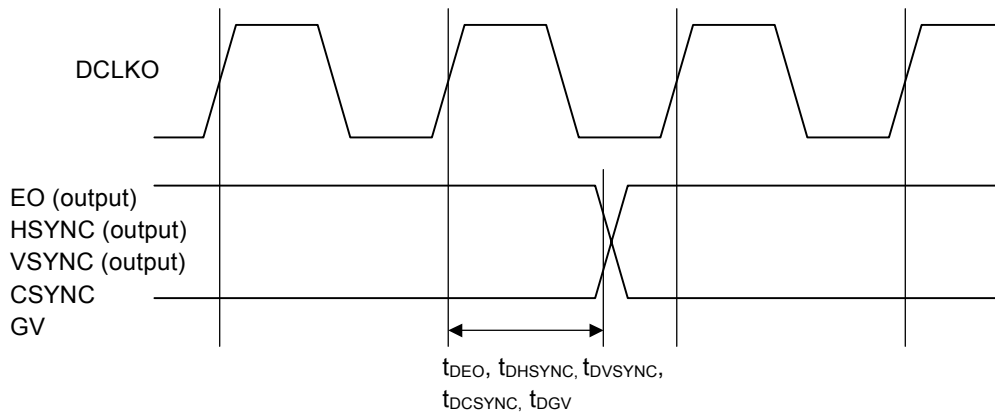 DCLKO
EO (output)
HSYNC (output)
VSYNC (output)
CSYNC
GV
tDEO, tDHSYNC, tDVSYNC,
tDCSYNC, tDGV